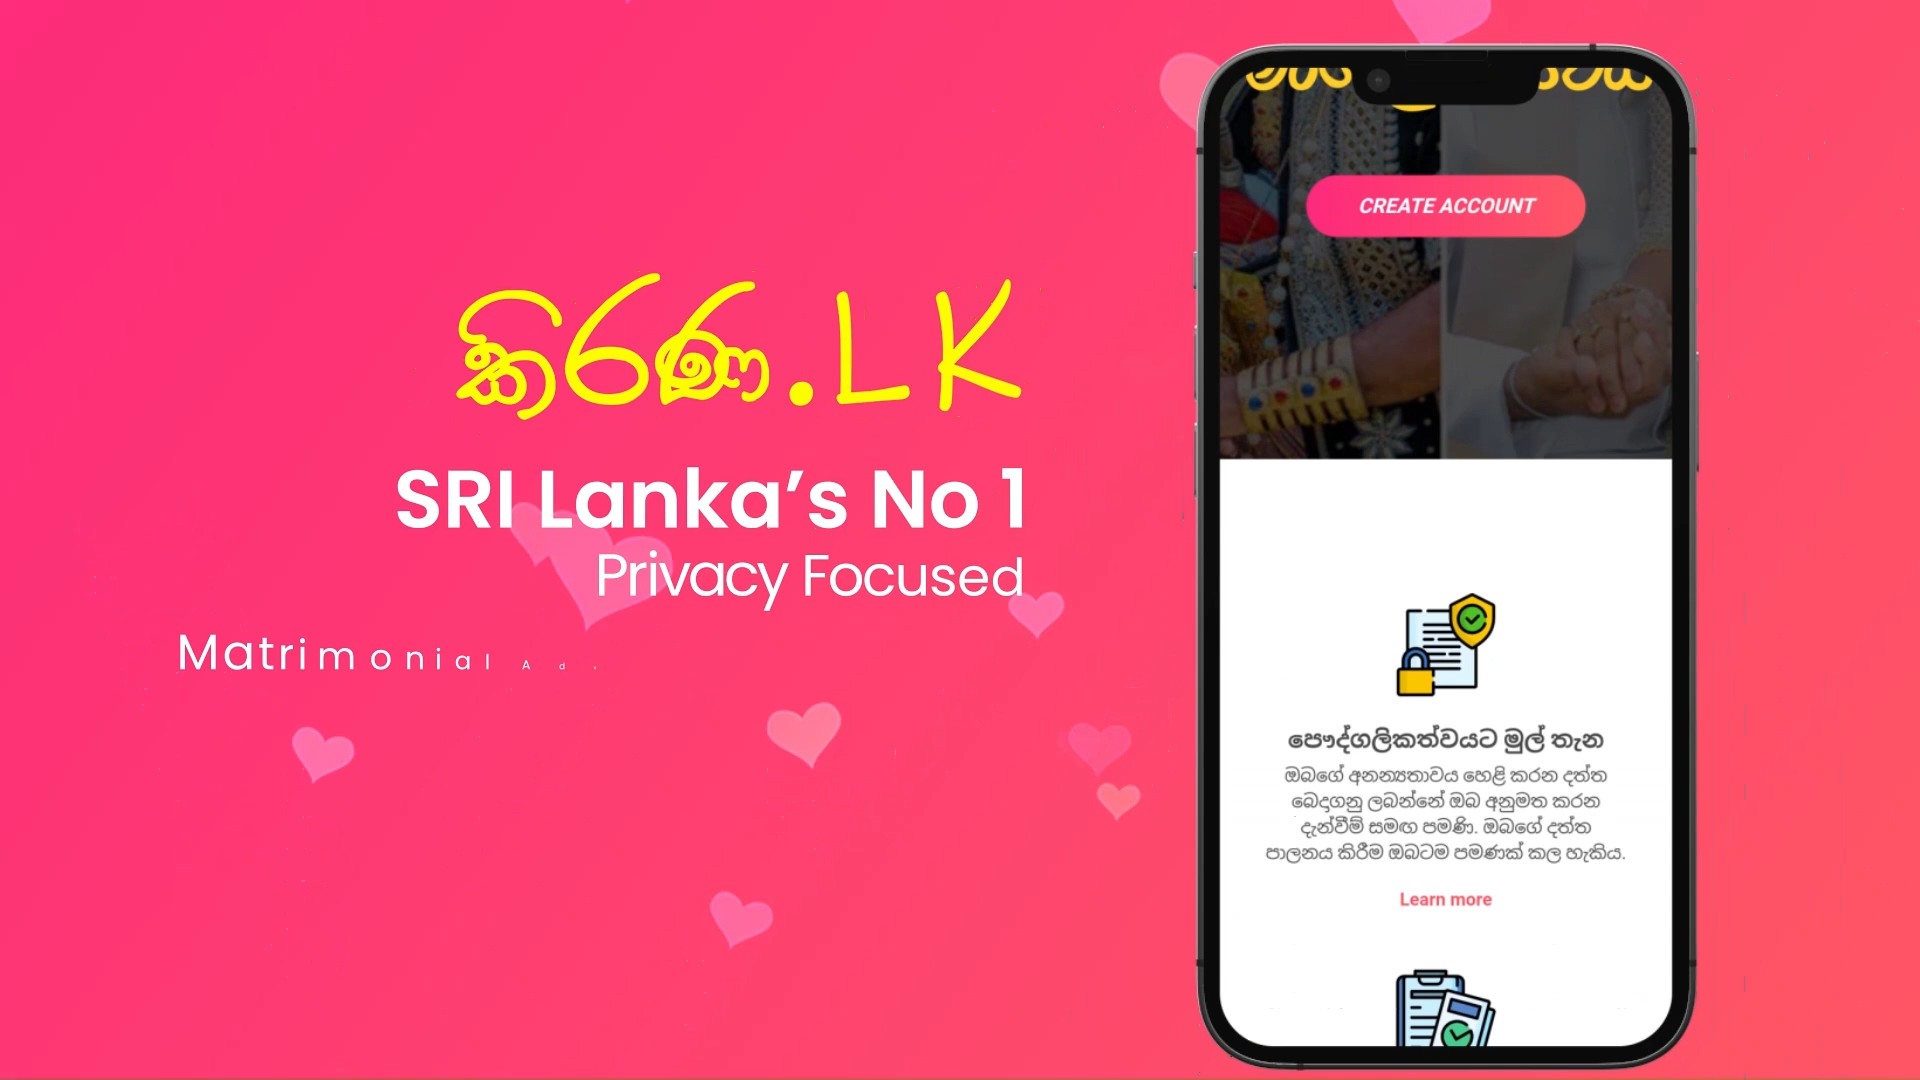 කිරණ.LK
SRI Lanka’s No 1
Privacy Focused
Matrimonial Ad.
CREATE ACCOUNT
පෞද්ගලිකත්වයට මුල් තැන
ඔබගේ අනන්‍යතාවය හෙළි කරන දත්ත
බෙදාගනු ලබන්නේ ඔබ අනුමත කරන
දැන්වීම් සමඟ පමණි. ඔබගේ දත්ත
පාලනය කිරීම ඔබටම පමණක් කල හැකිය.
Learn more